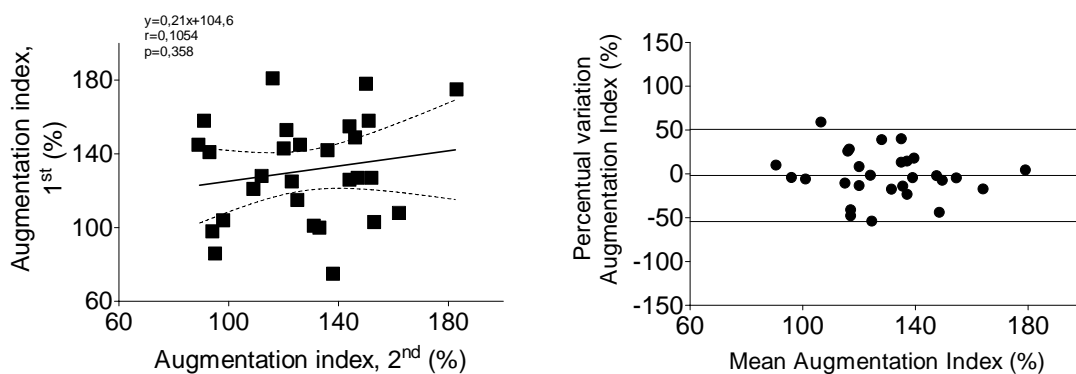 y=0,21x+104,6
r=0,1054
p=0,358
Augmentation index,
1st (%)
180
140
100
60
60
100
140
180
Augmentation index, 2nd (%)
Percentual variation
Augmentation Index (%)
150
100
50
0
-50
-100
-150
60
100
140
180
Mean Augmentation Index (%)